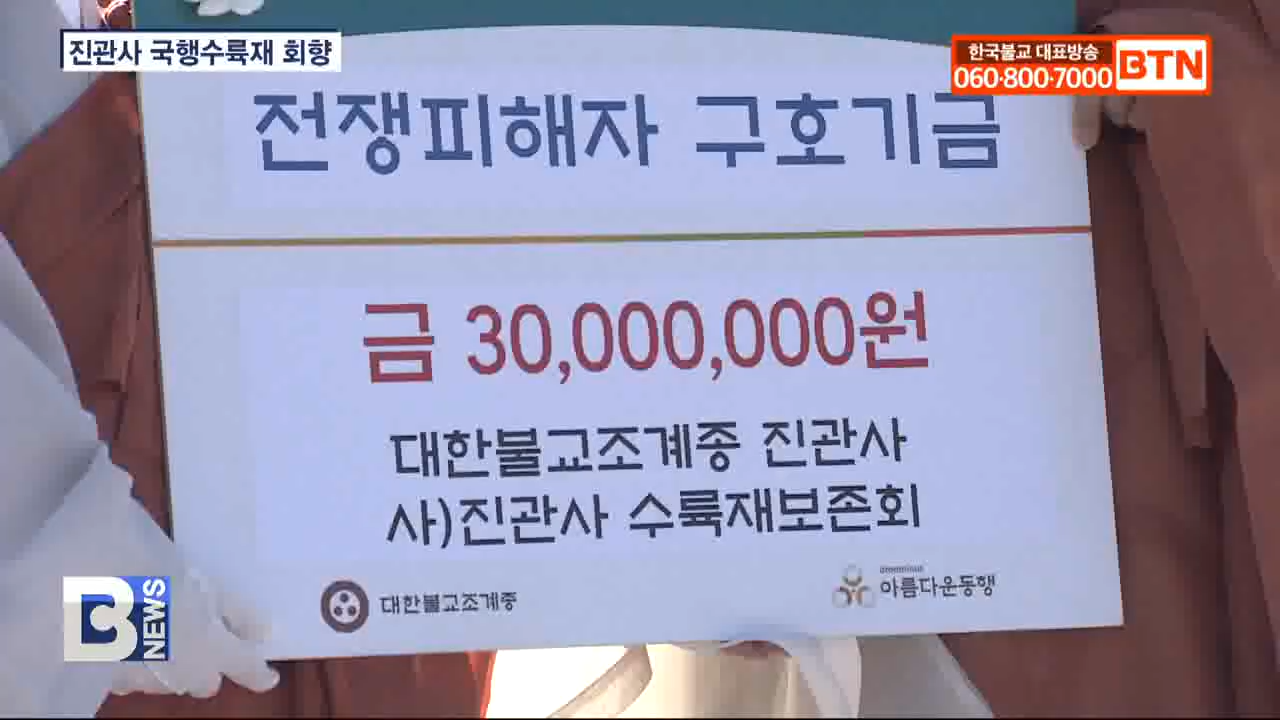 진관사 국행수륙재 회향
한국불교 대표방송
060·800·7000 BTN
전쟁피해자 구호기금
금 30,000,000원
대한불교조계종 진관사
사)진관사 수륙재보존회
대한불교조계종
아름다운동행
B NEWS